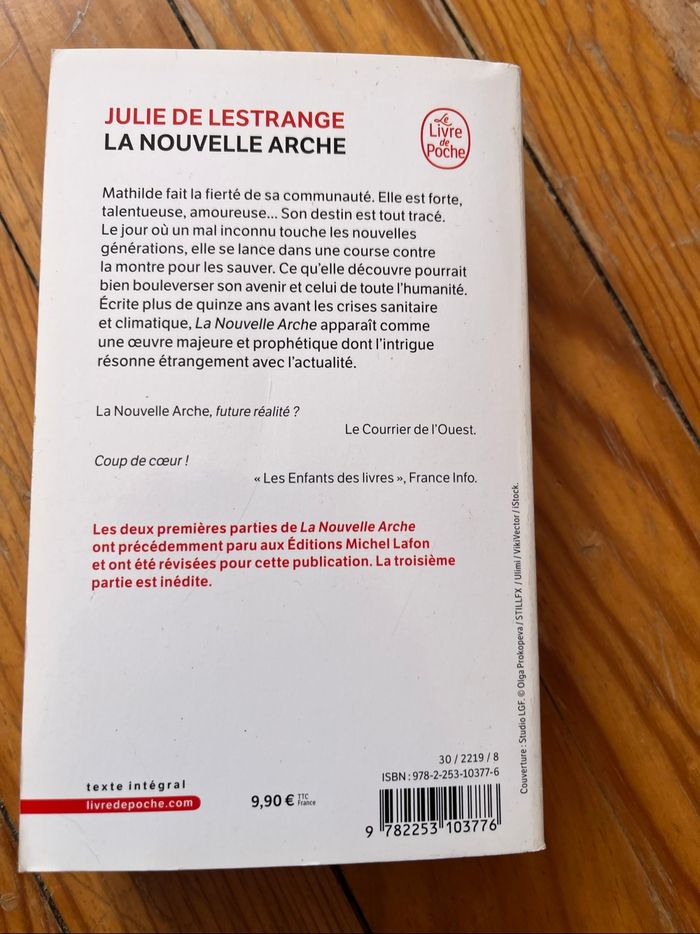 JULIE DE LESTRANGE
LA NOUVELLE ARCHE
Le
Livre
de
Poche
Mathilde fait la fierté de sa communauté. Elle est forte,
talentueuse, amoureuse... Son destin est tout tracé.
Le jour où un mal inconnu touche les nouvelles
générations, elle se lance dans une course contre
la montre pour les sauver. Ce qu'elle découvre pourrait
bien bouleverser son avenir et celui de toute l'humanité.
Écrite plus de quinze ans avant les crises sanitaire
et climatique, La Nouvelle Arche apparaît comme
une œuvre majeure et prophétique dont l'intrigue
résonne étrangement avec l'actualité.
La Nouvelle Arche, future réalité ?
Le Courrier de l'Ouest.
Coup de cœur !
« Les Enfants des livres », France Info.
Les deux premières parties de La Nouvelle Arche
ont précédemment paru aux Éditions Michel Lafon
et ont été révisées pour cette publication. La troisième
partie est inédite.
Couverture : Studio LGF. © Olga Prokopeva / STILLFX / Ulimi / VikiVector / iStock.
texte intégral
livredepoche.com
9,90 € TTC
France
30 / 2219 / 8
ISBN : 978-2-253-10377-6
9 782253 103776